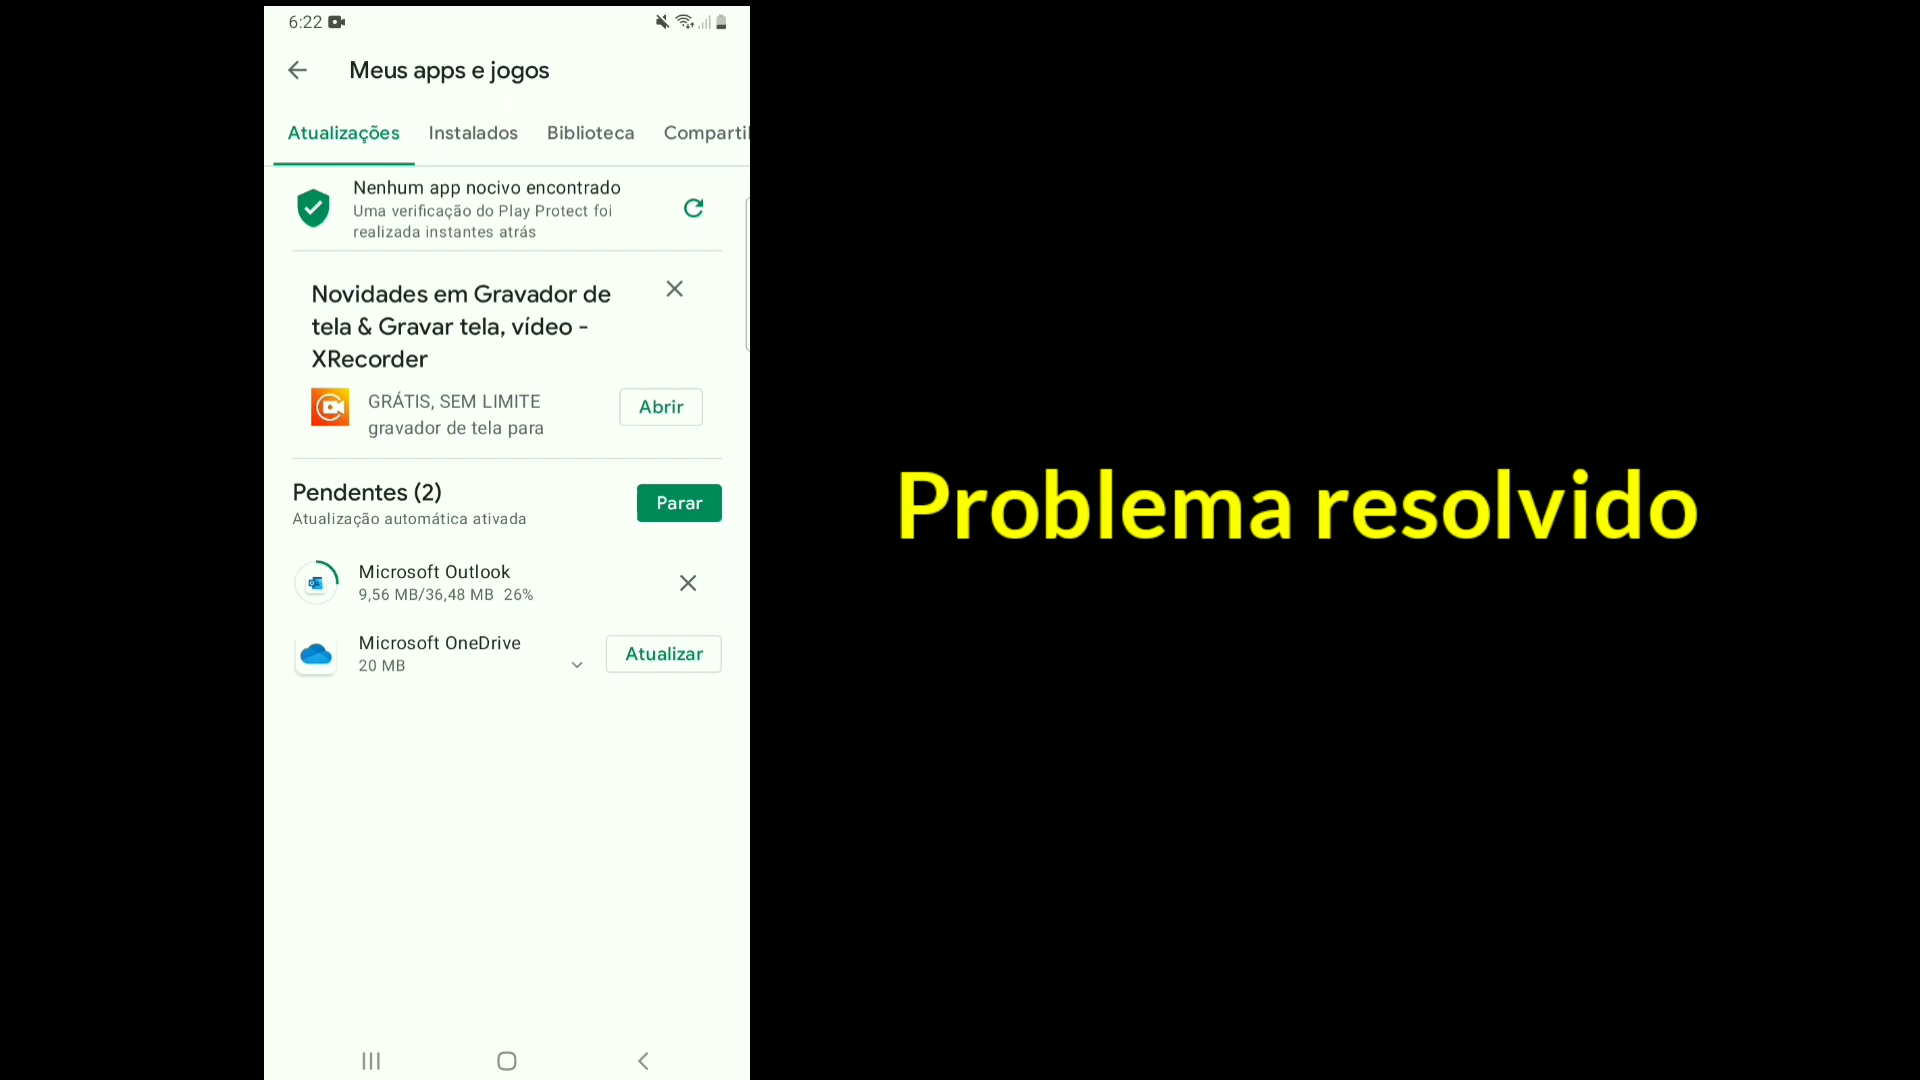 6:22
Meus apps e jogos
Atualizações Instalados Biblioteca Compartil
Nenhum app nocivo encontrado
Uma verificação do Play Protect foi
realizada instantes atrás
Novidades em Gravador de
tela & Gravar tela, vídeo -
XRecorder
GRÁTIS, SEM LIMITE
gravador de tela para
Abrir
Pendentes (2)
Atualização automática ativada
Parar
Microsoft Outlook
9,56 MB/36,48 MB 26%
Microsoft OneDrive
20 MB
Atualizar
Problema resolvido